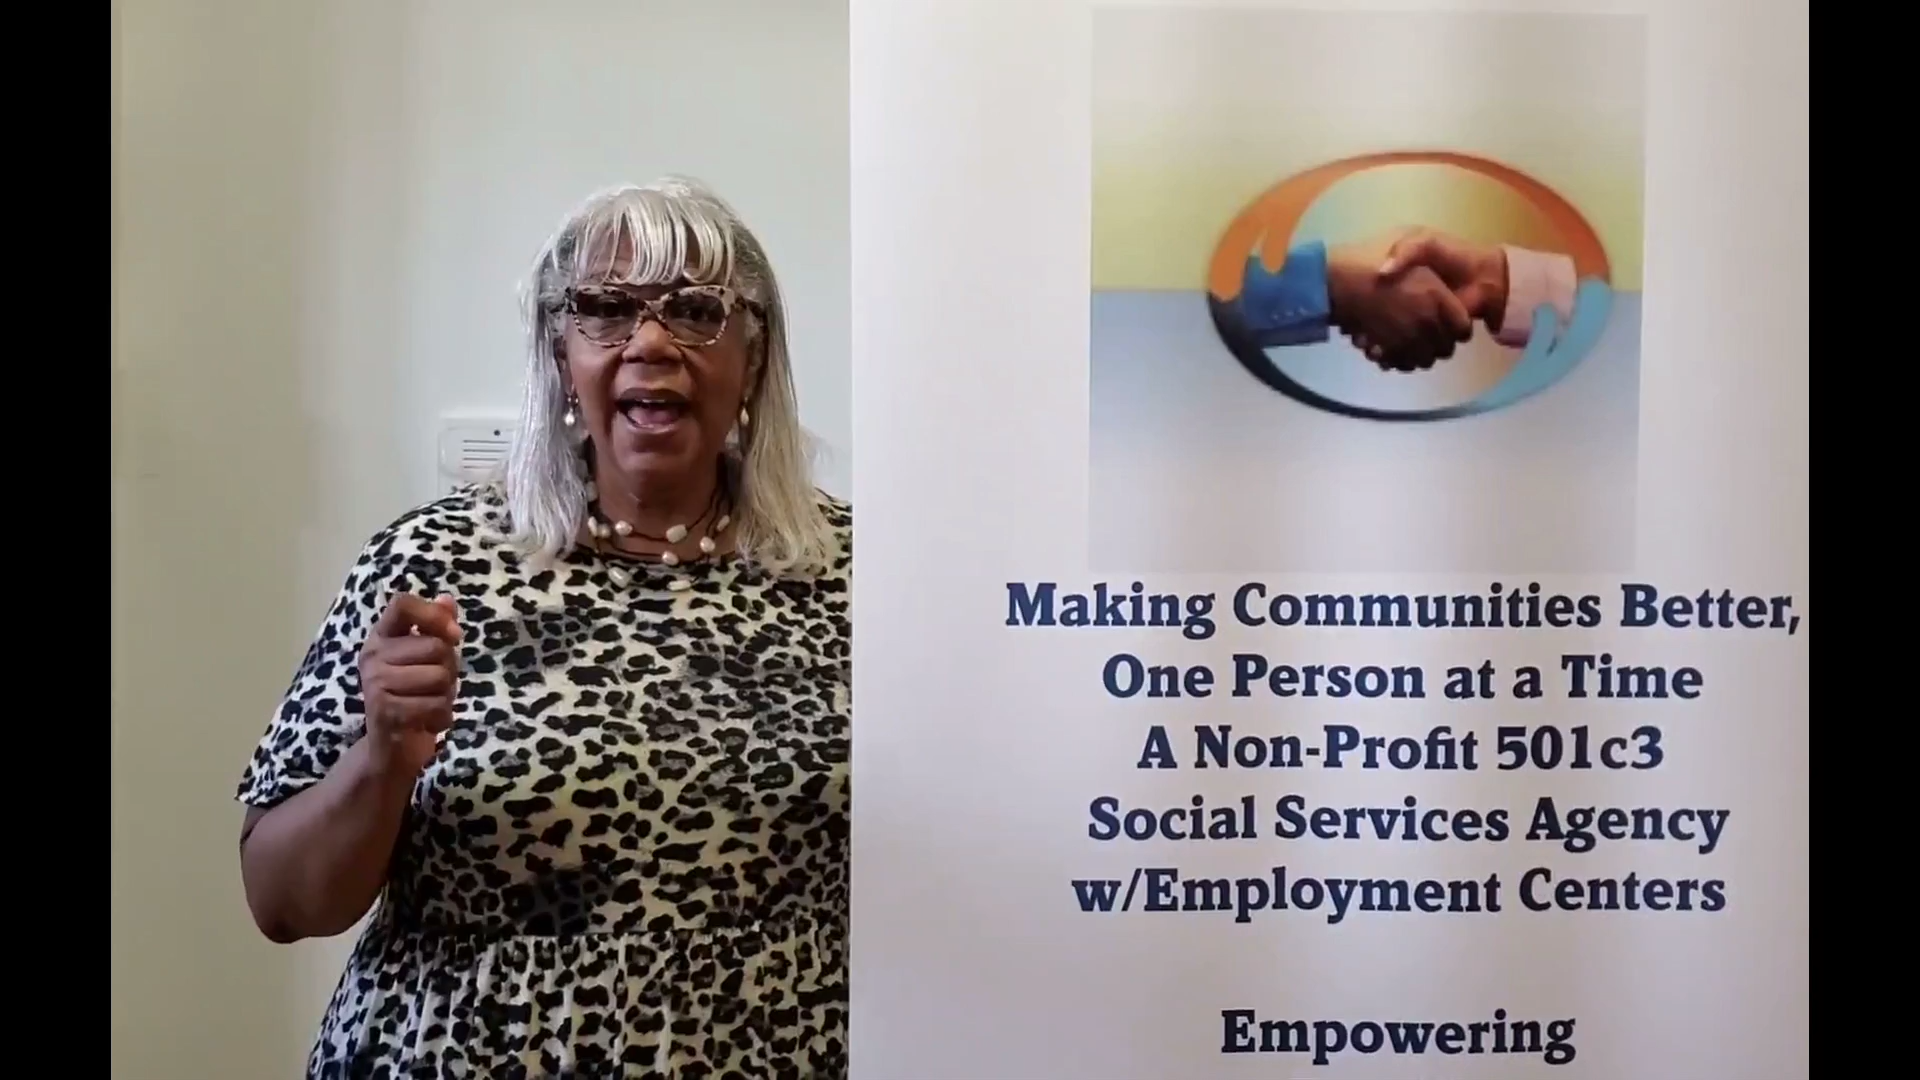 Making Communities Better,
One Person at a Time
A Non-Profit 501c3
Social Services Agency
w/Employment Centers
Empowering